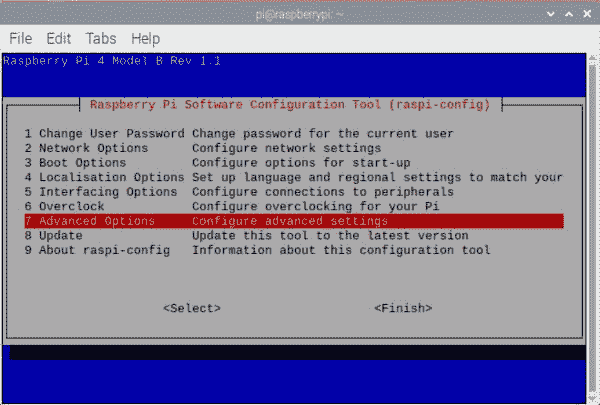 pi@raspberrypi: ~
File Edit Tabs Help
Raspberry Pi 4 Model B Rev 1.1
Raspberry Pi Software Configuration Tool (raspi-config)
1 Change User Password Change password for the current user
2 Network Options Configure network settings
3 Boot Options Configure options for start-up
4 Localisation Options Set up language and regional settings to match your
5 Interfacing Options Configure connections to peripherals
6 Overclock Configure overclocking for your Pi
7 Advanced Options Configure advanced settings
8 Update Update this tool to the latest version
9 About raspi-config Information about this configuration tool
<Select> <Finish>